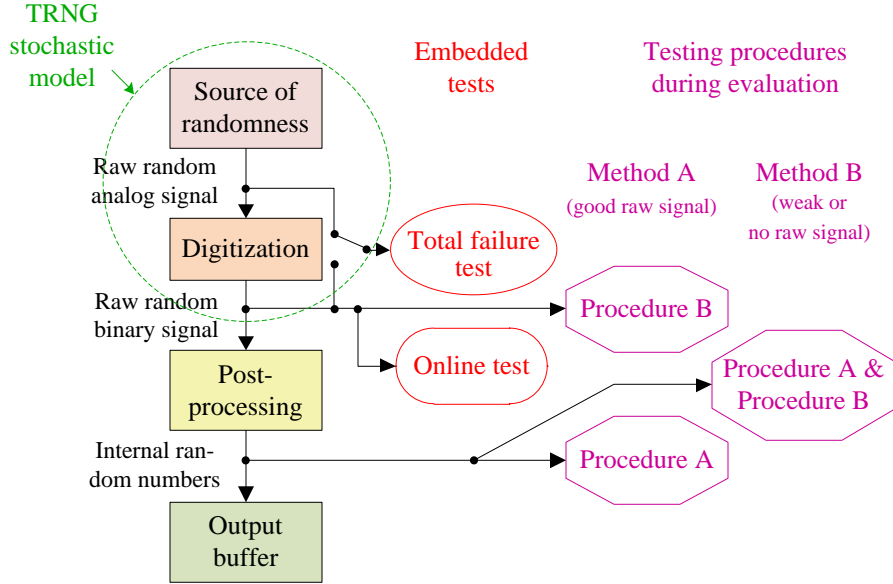 TRNG
stochastic
model
Embedded
tests
Testing procedures
during evaluation
Source of
randomness
Raw random
analog signal
Method A
(good raw signal)
Method B
(weak or
no raw signal)
Digitization
Total failure
test
Raw random
binary signal
Procedure B
Post-
processing
Online test
Procedure A &
Procedure B
Internal ran-
dom numbers
Procedure A
Output
buffer